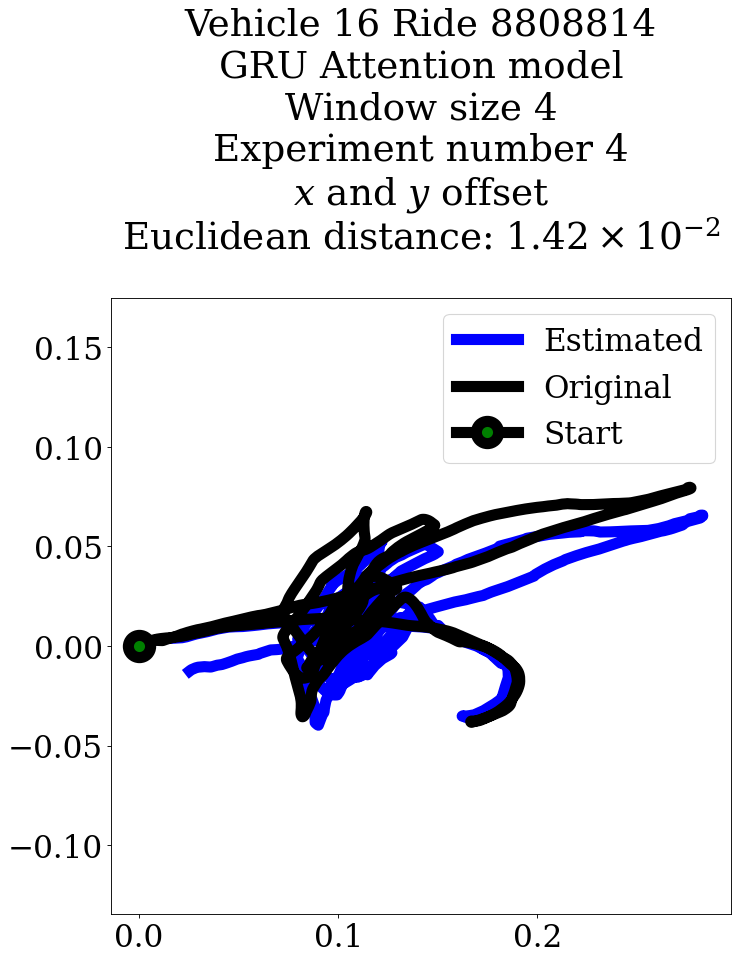 Vehicle 16 Ride 8808814
GRU Attention model
Window size 4
Experiment number 4
x and y offset
Euclidean distance: 1.42 × 10⁻²
Estimated
Original
Start
0.15
0.10
0.05
0.00
−0.05
−0.10
0.0 0.1 0.2